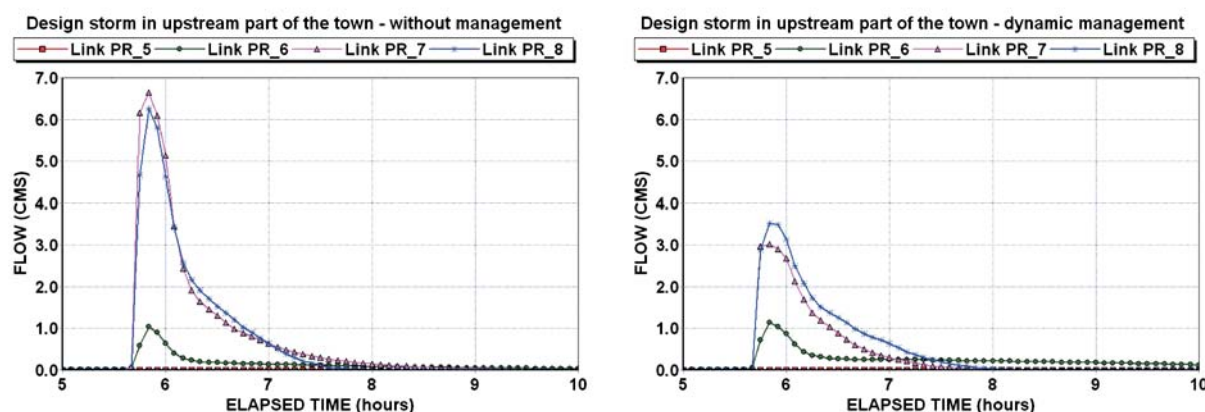 Design storm in upstream part of the town - without management
Link PR_5 Link PR_6 Link PR_7 Link PR_8
7.0
6.0
5.0
4.0
3.0
2.0
1.0
0.0
FLOW (CMS)
5 6 7 8 9 10
ELAPSED TIME (hours)
Design storm in upstream part of the town - dynamic management
Link PR_5 Link PR_6 Link PR_7 Link PR_8
7.0
6.0
5.0
4.0
3.0
2.0
1.0
0.0
FLOW (CMS)
5 6 7 8 9 10
ELAPSED TIME (hours)